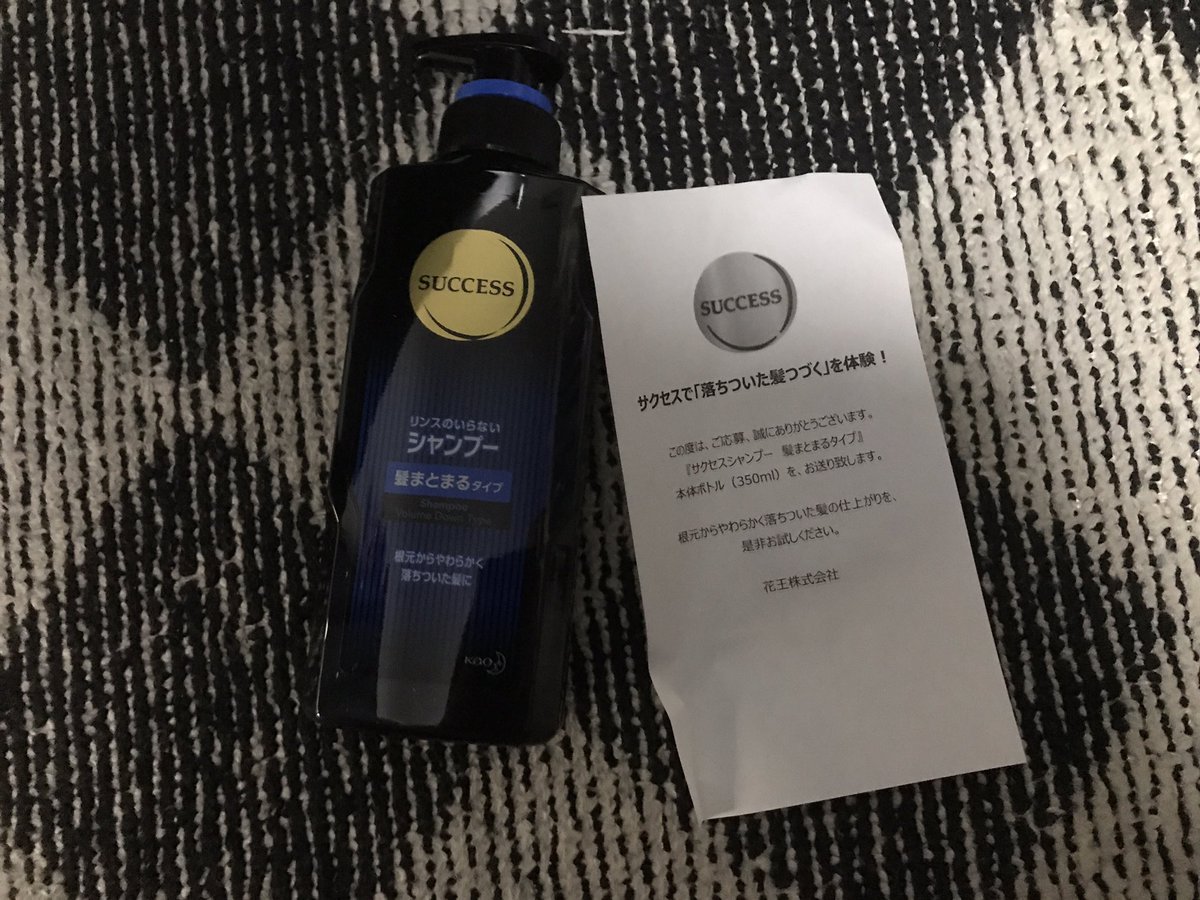 SUCCESS
リンスのいらない
シャンプー
髪まとまるタイプ
Shampoo
Volume Down Type
根元からやわらかく
落ちついた髪に
Kao
SUCCESS
サクセスで「落ちついた髪つづく」を体験！
この度は、ご応募、誠にありがとうございます。
『サクセスシャンプー　髪まとまるタイプ』
本体ボトル（350ml）を、お送り致します。
根元からやわらかく落ちついた髪の仕上がりを、
是非お試しください。
花王株式会社